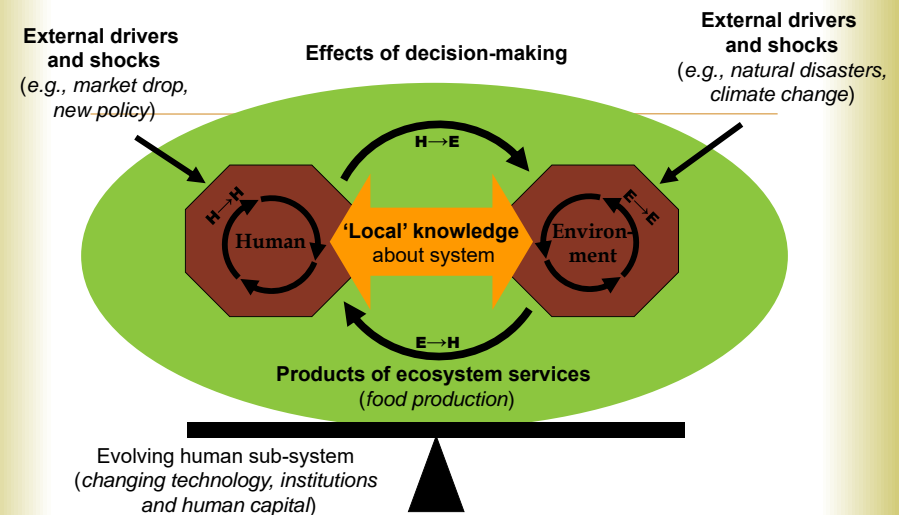 External drivers
and shocks
(e.g., market drop,
new policy)
Effects of decision-making
External drivers
and shocks
(e.g., natural disasters,
climate change)
H→E
H→H
Human
'Local' knowledge
about system
E→E
Environ-
ment
E→H
Products of ecosystem services
(food production)
Evolving human sub-system
(changing technology, institutions
and human capital)